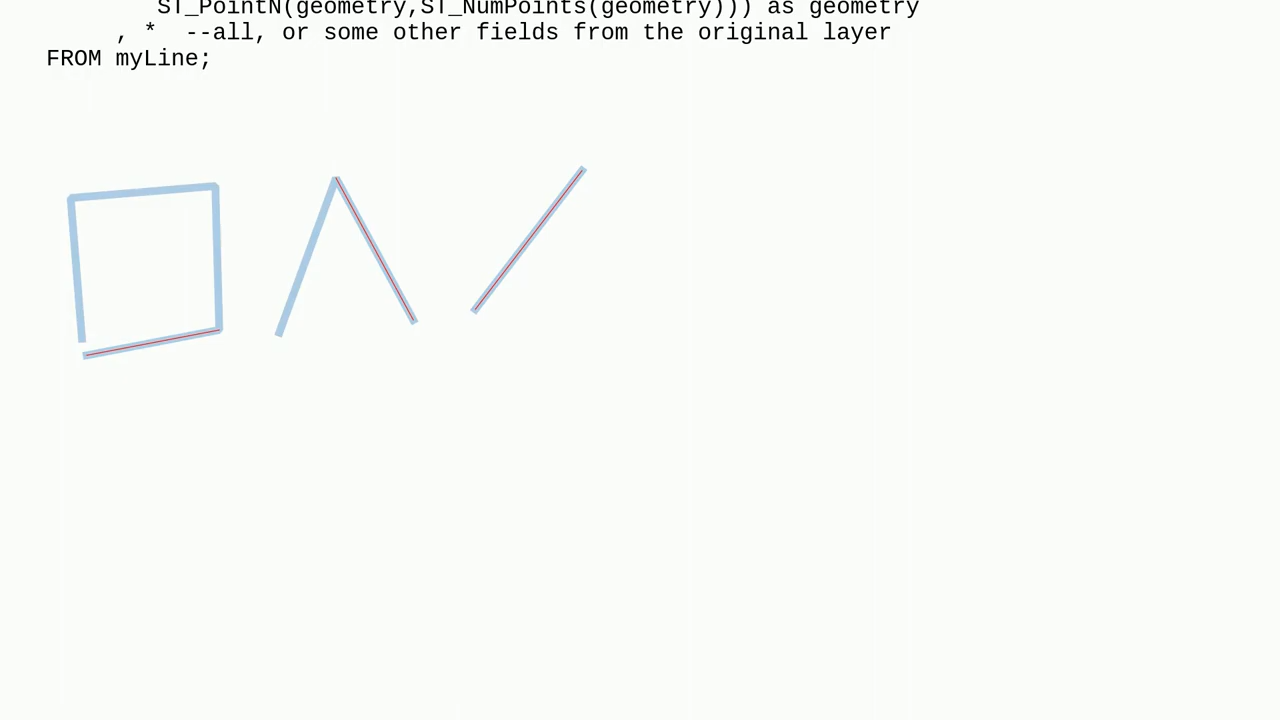 ST_PointN(geometry,ST_NumPoints(geometry))) as geometry
, *  --all, or some other fields from the original layer
FROM myLine;